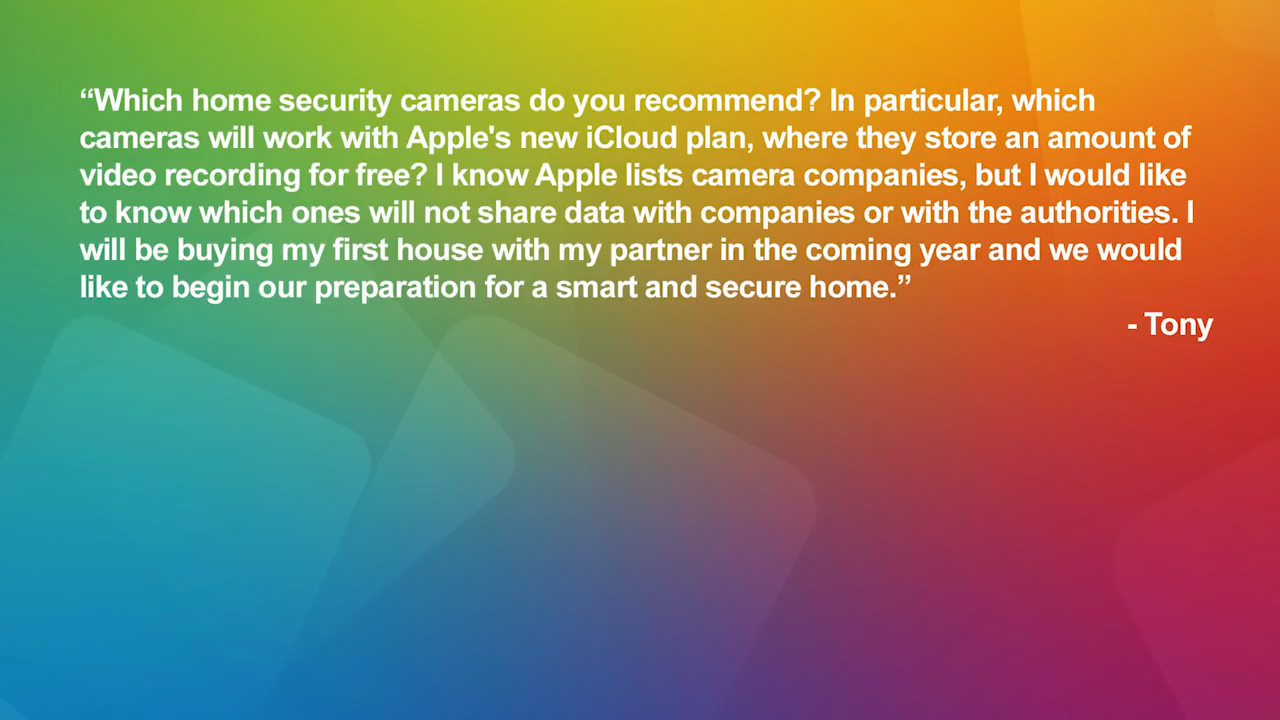 “Which home security cameras do you recommend? In particular, which
cameras will work with Apple's new iCloud plan, where they store an amount of
video recording for free? I know Apple lists camera companies, but I would like
to know which ones will not share data with companies or with the authorities. I
will be buying my first house with my partner in the coming year and we would
like to begin our preparation for a smart and secure home.”
- Tony